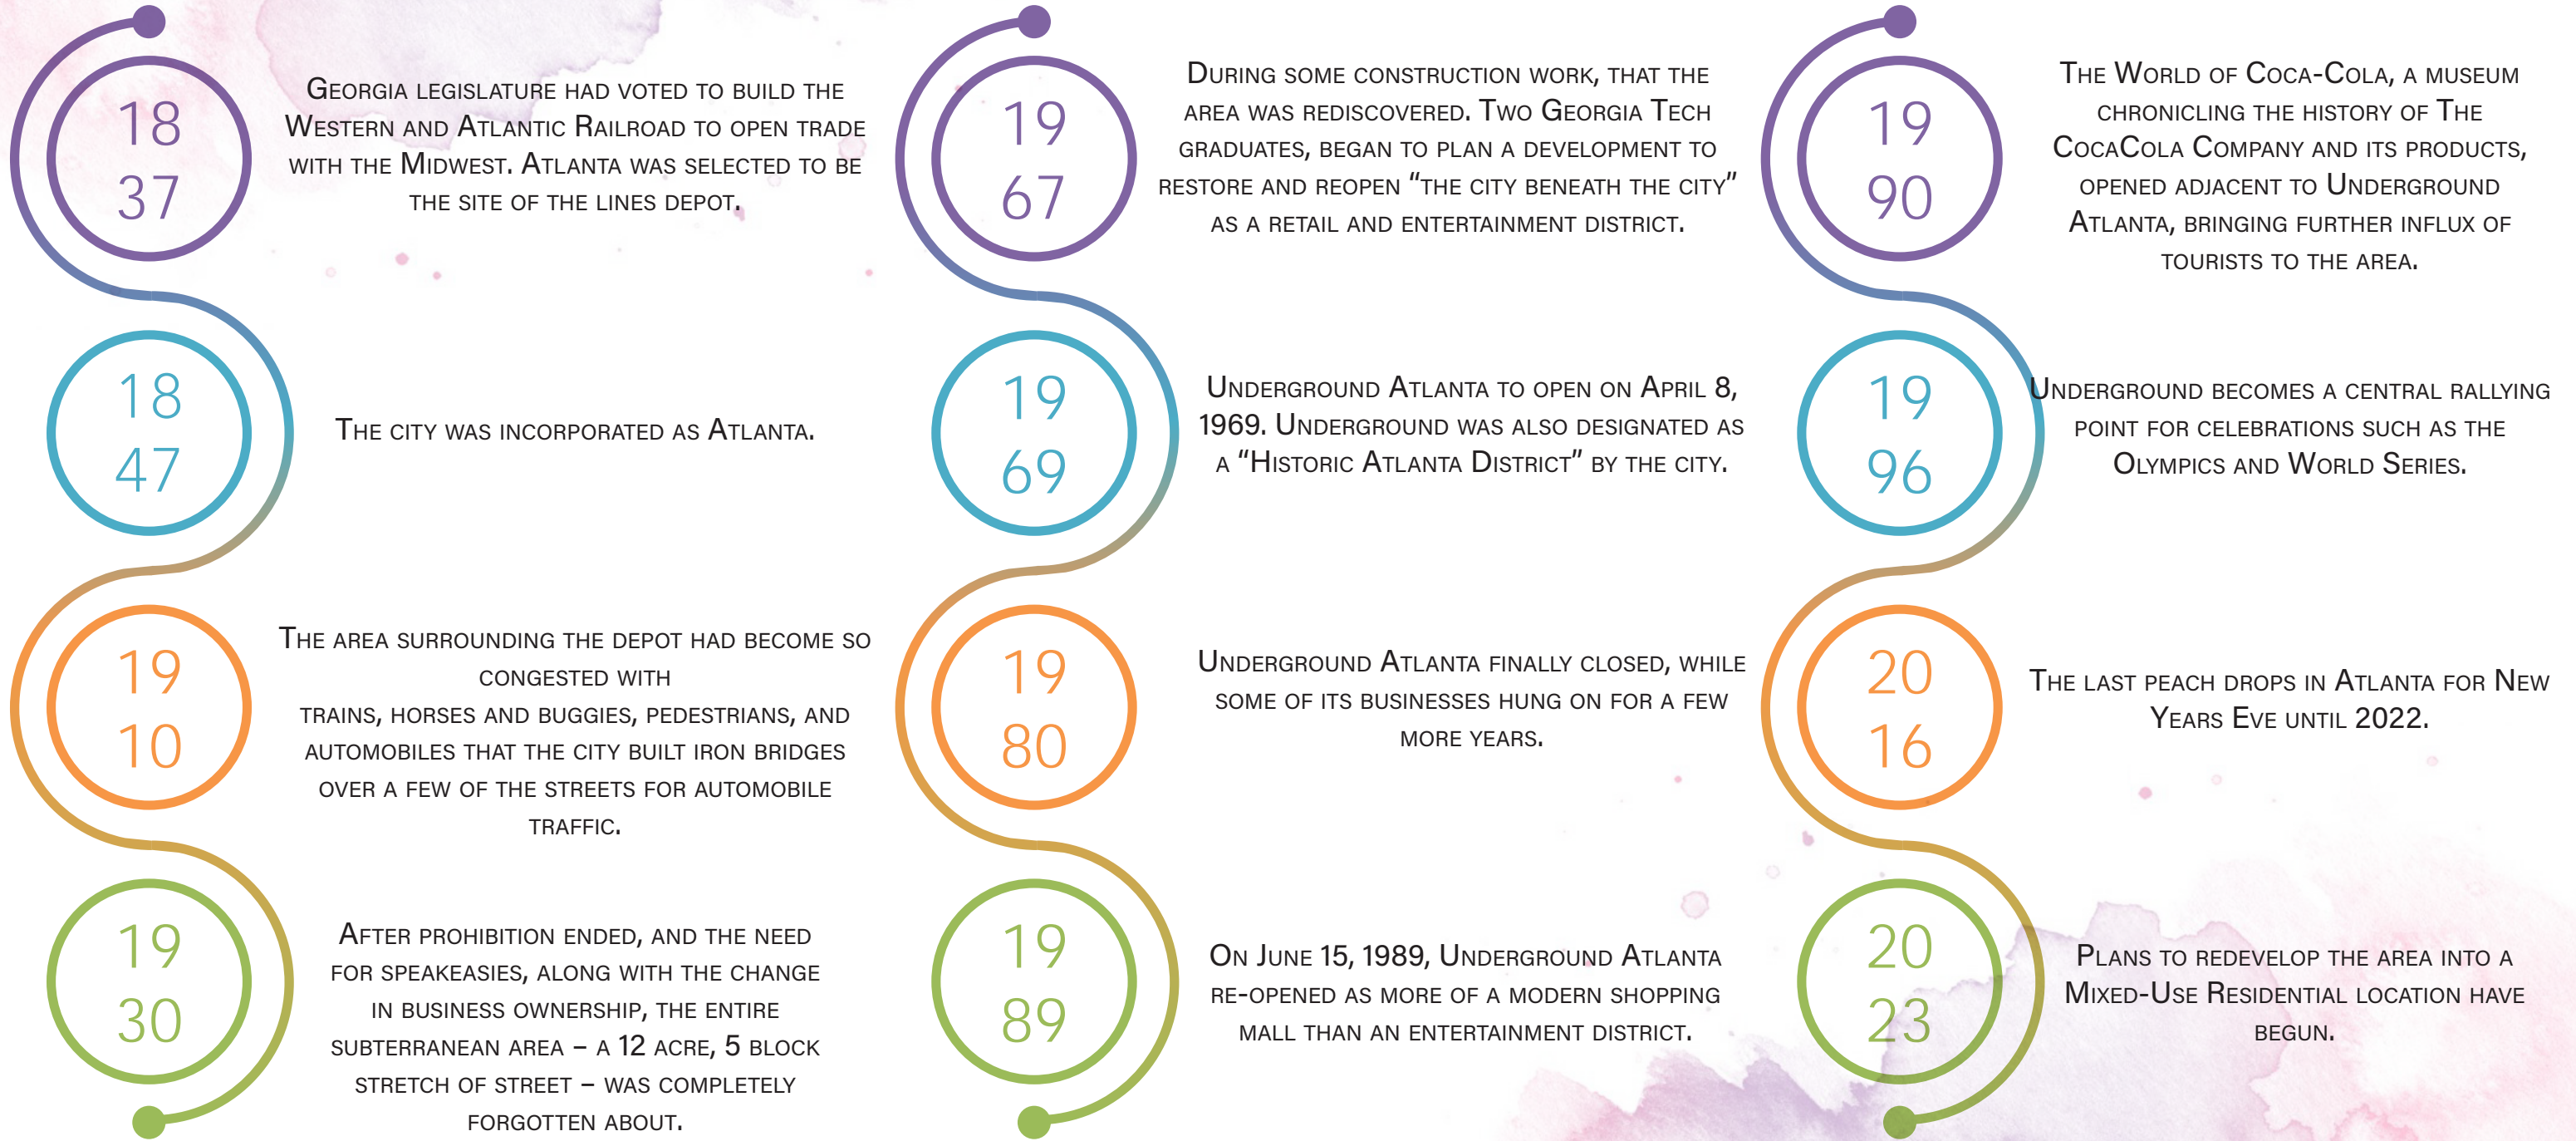 18
37
Georgia legislature had voted to build the
Western and Atlantic Railroad to open trade
with the Midwest. Atlanta was selected to be
the site of the lines depot.
18
47
The city was incorporated as Atlanta.
19
10
The area surrounding the depot had become so
congested with
trains, horses and buggies, pedestrians, and
automobiles that the city built iron bridges
over a few of the streets for automobile
traffic.
19
30
After prohibition ended, and the need
for speakeasies, along with the change
in business ownership, the entire
subterranean area – a 12 acre, 5 block
stretch of street – was completely
forgotten about.
19
67
During some construction work, that the
area was rediscovered. Two Georgia Tech
graduates, began to plan a development to
restore and reopen “the city beneath the city”
as a retail and entertainment district.
19
69
Underground Atlanta to open on April 8,
1969. Underground was also designated as
a “Historic Atlanta District” by the city.
19
80
Underground Atlanta finally closed, while
some of its businesses hung on for a few
more years.
19
89
On June 15, 1989, Underground Atlanta
re-opened as more of a modern shopping
mall than an entertainment district.
19
90
The World of Coca-Cola, a museum
chronicling the history of The
CocaCola Company and its products,
opened adjacent to Underground
Atlanta, bringing further influx of
tourists to the area.
19
96
Underground becomes a central rallying
point for celebrations such as the
Olympics and World Series.
20
16
The last peach drops in Atlanta for New
Years Eve until 2022.
20
23
Plans to redevelop the area into a
Mixed-Use Residential location have
begun.